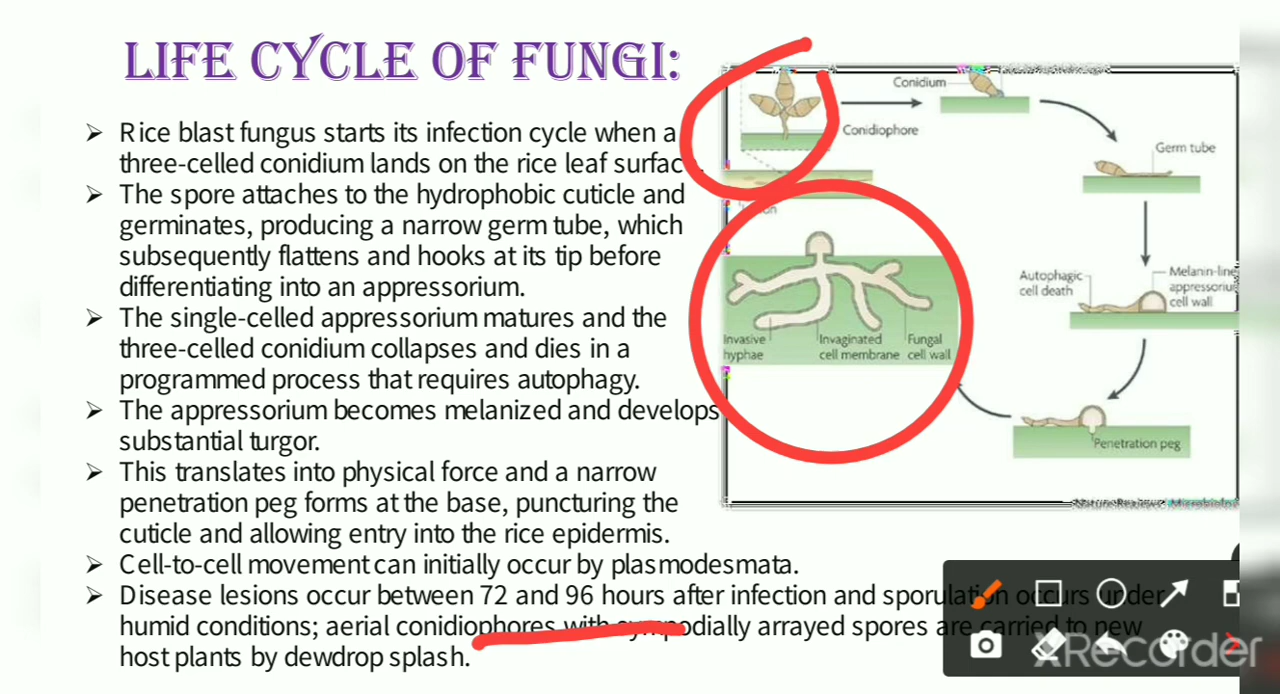 LIFE CYCLE OF FUNGI:
➤ Rice blast fungus starts its infection cycle when a
three-celled conidium lands on the rice leaf surfac
➤ The spore attaches to the hydrophobic cuticle and
germinates, producing a narrow germ tube, which
subsequently flattens and hooks at its tip before
differentiating into an appressorium.
➤ The single-celled appressorium matures and the
three-celled conidium collapses and dies in a
programmed process that requires autophagy.
➤ The appressorium becomes melanized and develops
substantial turgor.
➤ This translates into physical force and a narrow
penetration peg forms at the base, puncturing the
cuticle and allowing entry into the rice epidermis.
➤ Cell-to-cell movement can initially occur by plasmodesmata.
➤ Disease lesions occur between 72 and 96 hours after infection and sporulation occurs under
humid conditions; aerial conidiophores with sympodially arrayed spores are carried to new
host plants by dewdrop splash.
Conidium
Conidiophore
Germ tube
Autophagic
cell death
Melanin-line
appressoriu
cell wall
Penetration peg
Invasive
hyphae
Invaginated
cell membrane
Fungal
cell wall
XRecorder